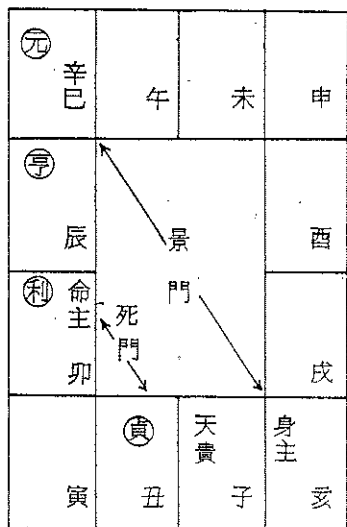 元 辛巳
午
未
申
亨 辰
酉
利 命主 卯
戌
景門
死門
寅
貞 丑
天貴 子
身主 亥